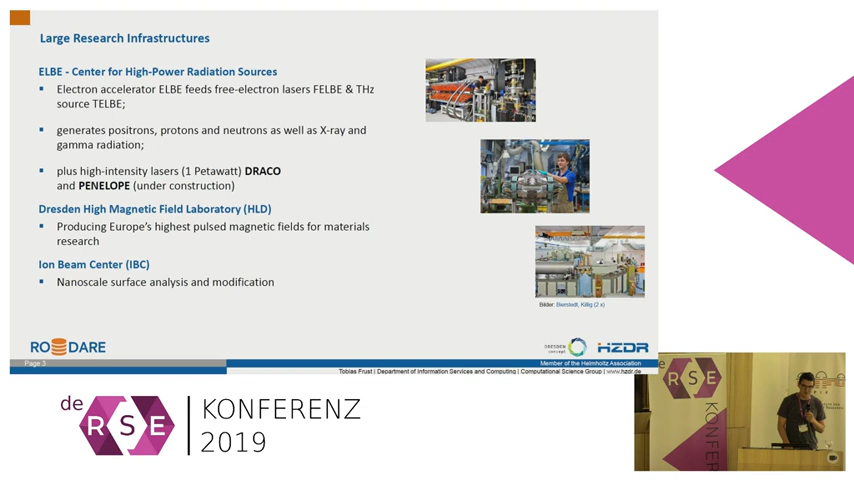 Large Research Infrastructures
ELBE - Center for High-Power Radiation Sources
▪ Electron accelerator ELBE feeds free-electron lasers FELBE & THz
source TELBE;
▪ generates positrons, protons and neutrons as well as X-ray and
gamma radiation;
▪ plus high-intensity lasers (1 Petawatt) DRACO
and PENELOPE (under construction)
Dresden High Magnetic Field Laboratory (HLD)
▪ Producing Europe's highest pulsed magnetic fields for materials
research
Ion Beam Center (IBC)
▪ Nanoscale surface analysis and modification
Bilder: Bierstedt, Killig (2 x)
RODARE
DRESDEN
concept
HZDR
Page 3
Member of the Helmholtz Association
Tobias Frust | Department of Information Services and Computing | Computational Science Group | www.hzdr.de
de
RSE
KONFERENZ
2019
RSE
KONFER